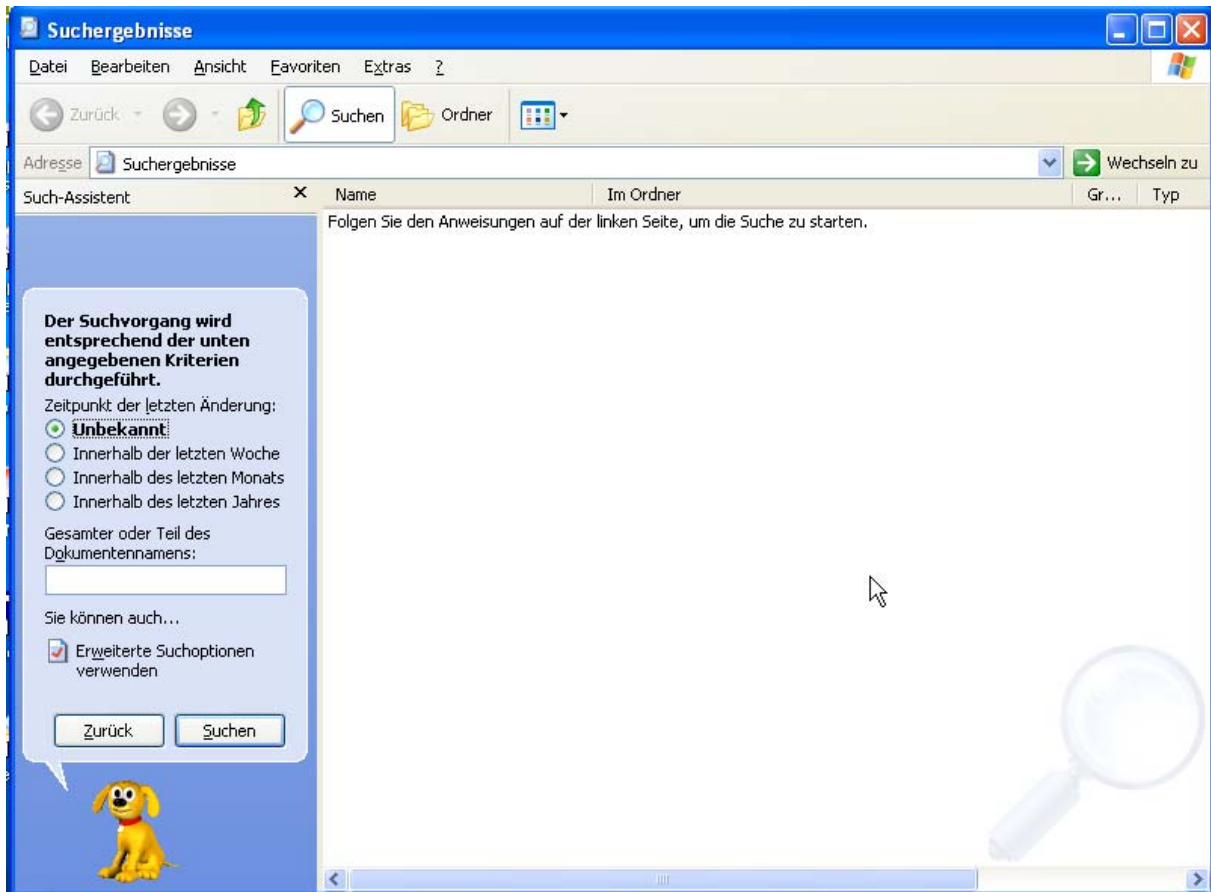 Suchergebnisse
Datei Bearbeiten Ansicht Favoriten Extras ?
Zurück Suchen Ordner
Adresse Suchergebnisse Wechseln zu
Such-Assistent Name Im Ordner Gr... Typ
Folgen Sie den Anweisungen auf der linken Seite, um die Suche zu starten.
Der Suchvorgang wird
entsprechend der unten
angegebenen Kriterien
durchgeführt.
Zeitpunkt der letzten Änderung:
Unbekannt
Innerhalb der letzten Woche
Innerhalb des letzten Monats
Innerhalb des letzten Jahres
Gesamter oder Teil des
Dokumentennamens:
Sie können auch...
Erweiterte Suchoptionen
verwenden
Zurück Suchen